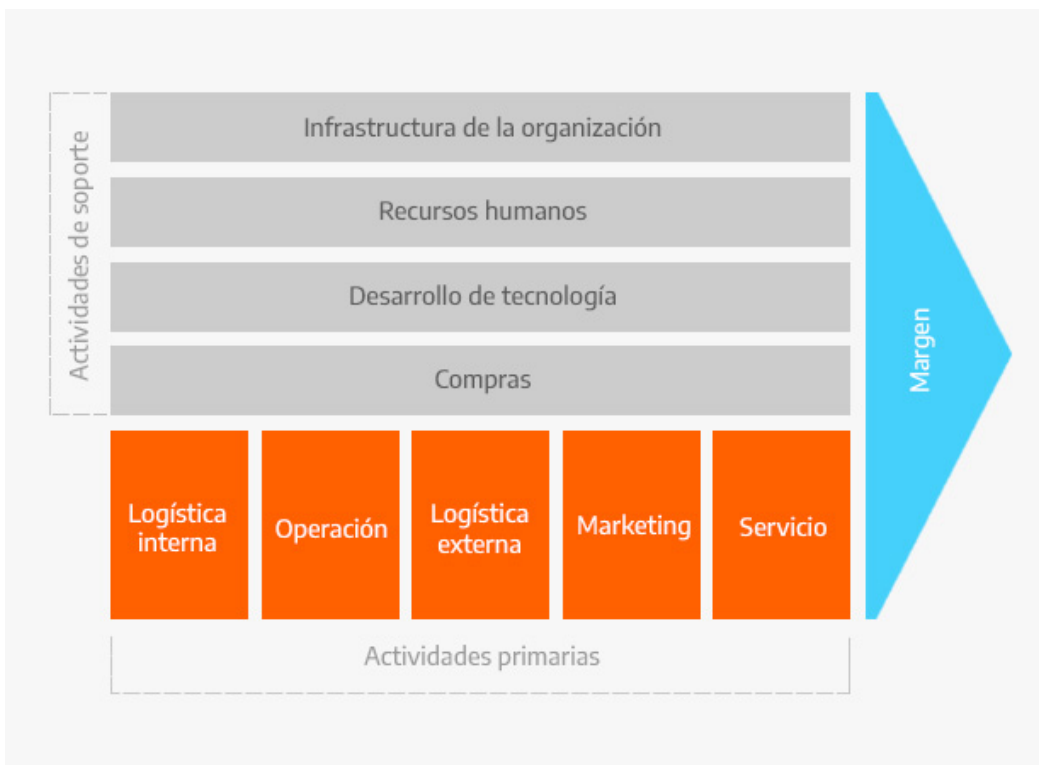 Actividades de soporte
Infrastructura de la organización
Recursos humanos
Desarrollo de tecnología
Compras
Logística
interna
Operación
Logística
externa
Marketing
Servicio
Margen
Actividades primarias